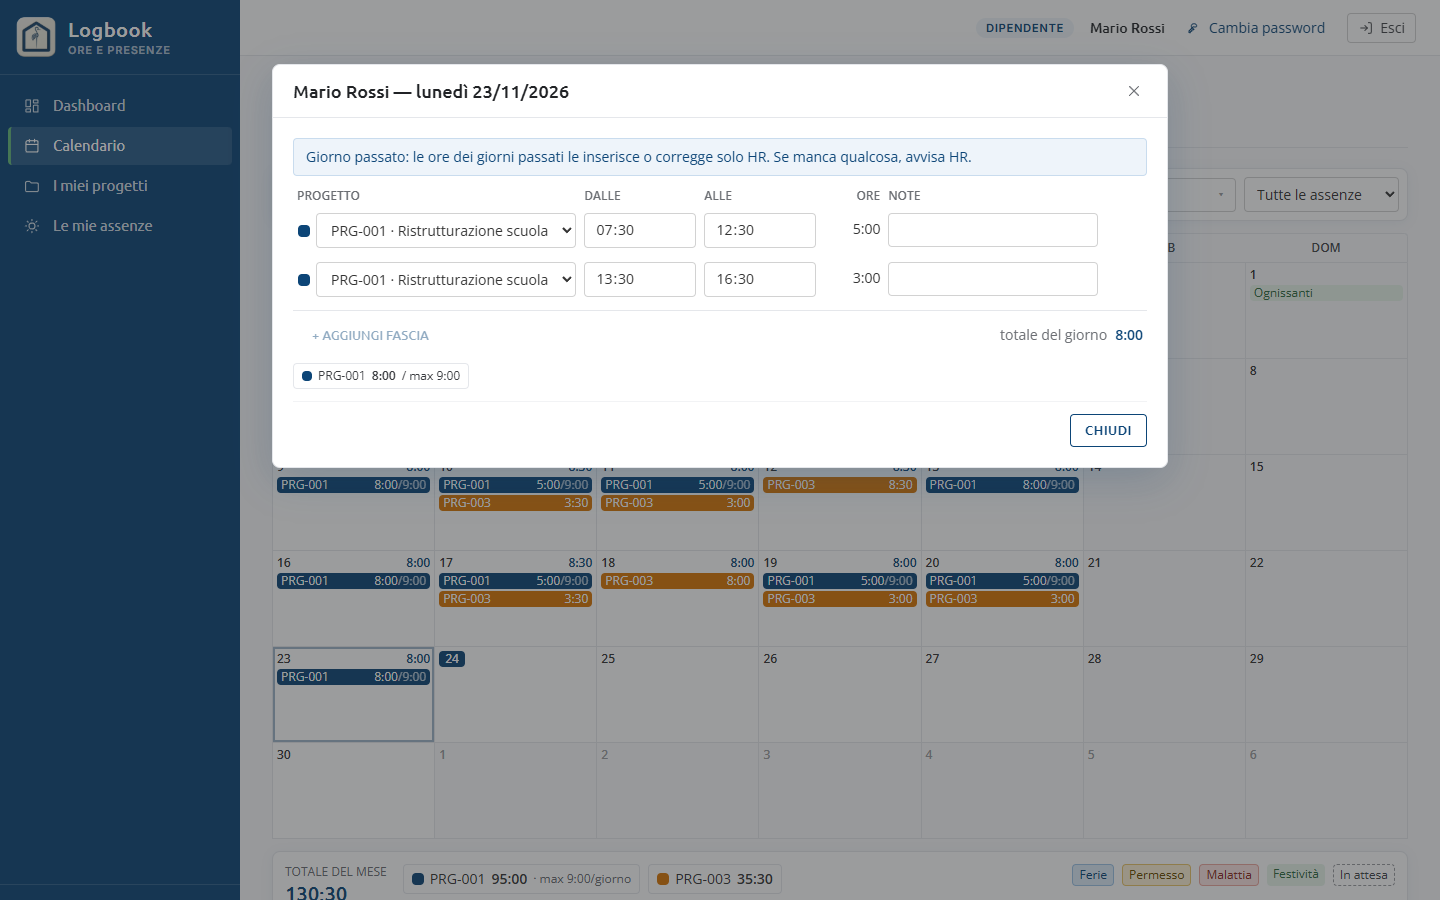 Logbook
ORE E PRESENZE
Dashboard
Calendario
I miei progetti
Le mie assenze
DIPENDENTE
Mario Rossi
Cambia password
Esci
Mario Rossi — lunedì 23/11/2026
Giorno passato: le ore dei giorni passati le inserisce o corregge solo HR. Se manca qualcosa, avvisa HR.
PROGETTO DALLE ALLE ORE NOTE
PRG-001 · Ristrutturazione scuola 07:30 12:30 5:00
PRG-001 · Ristrutturazione scuola 13:30 16:30 3:00
+ AGGIUNGI FASCIA totale del giorno 8:00
PRG-001 8:00 / max 9:00
CHIUDI
Tutte le assenze
B DOM
1
Ognissanti
8
15
PRG-001 8:00/9:00 PRG-001 5:00/9:00 PRG-001 5:00/9:00 PRG-003 8:30 PRG-001 8:00/9:00
PRG-003 3:30 PRG-003 3:00
16 8:00 17 8:30 18 8:00 19 8:00 20 8:00 21 22
PRG-001 8:00/9:00 PRG-001 5:00/9:00 PRG-003 8:00 PRG-001 5:00/9:00 PRG-001 5:00/9:00
PRG-003 3:30 PRG-003 3:00 PRG-003 3:00
23 8:00 24 25 26 27 28 29
PRG-001 8:00/9:00
30 1 2 3 4 5 6
TOTALE DEL MESE
130:30
PRG-001 95:00 · max 9:00/giorno
PRG-003 35:30
Ferie Permesso Malattia Festività In attesa